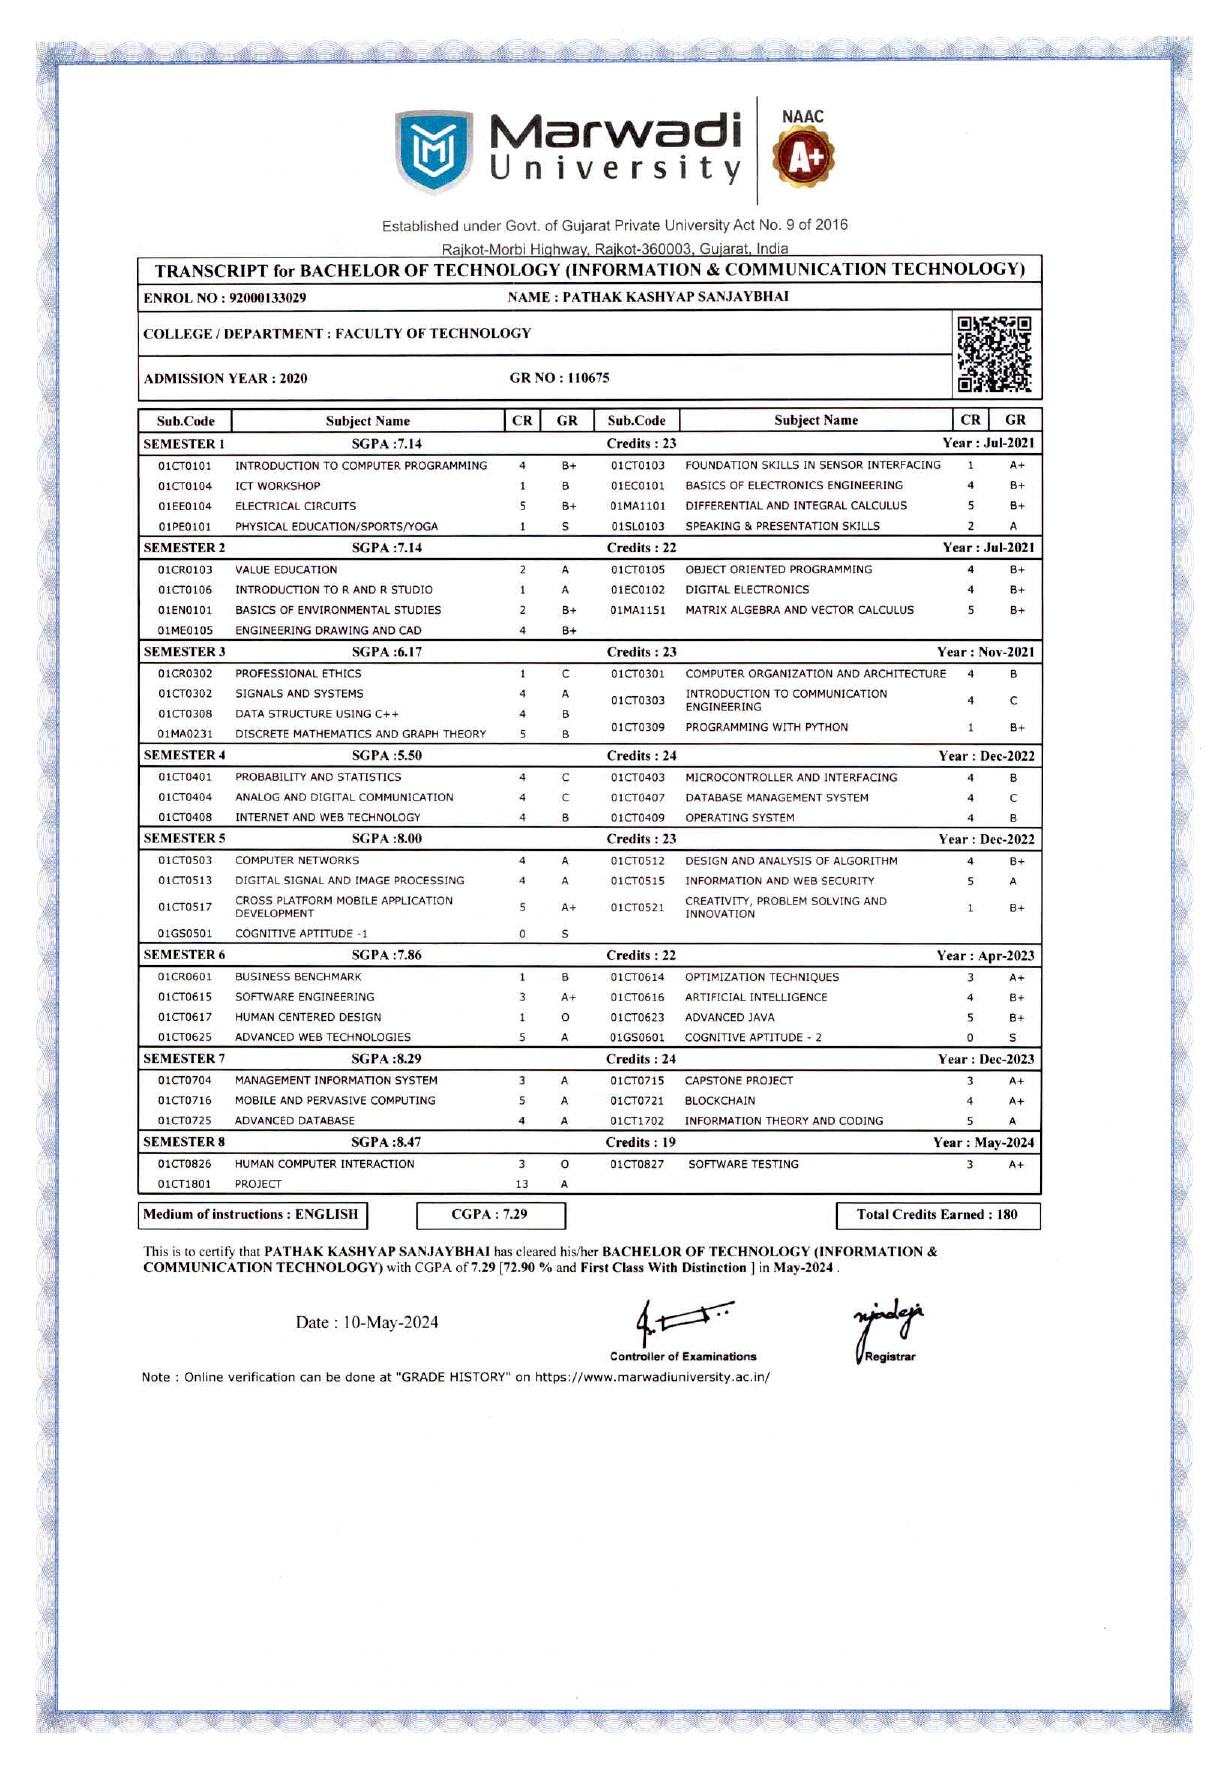 Marwadi
University
NAAC
A+
Established under Govt. of Gujarat Private University Act No. 9 of 2016
Rajkot-Morbi Highway, Rajkot-360003, Gujarat, India
TRANSCRIPT for BACHELOR OF TECHNOLOGY (INFORMATION & COMMUNICATION TECHNOLOGY)
ENROL NO : 92000133029 NAME : PATHAK KASHYAP SANJAYBHAI
COLLEGE / DEPARTMENT : FACULTY OF TECHNOLOGY
ADMISSION YEAR : 2020 GR NO : 110675
Sub.Code Subject Name CR GR Sub.Code Subject Name CR GR
SEMESTER 1 SGPA :7.14 Credits : 23 Year : Jul-2021
01CT0101 INTRODUCTION TO COMPUTER PROGRAMMING 4 B+ 01CT0103 FOUNDATION SKILLS IN SENSOR INTERFACING 1 A+
01CT0104 ICT WORKSHOP 1 B 01EC0101 BASICS OF ELECTRONICS ENGINEERING 4 B+
01EE0104 ELECTRICAL CIRCUITS 5 B+ 01MA1101 DIFFERENTIAL AND INTEGRAL CALCULUS 5 B+
01PE0101 PHYSICAL EDUCATION/SPORTS/YOGA 1 S 01SL0103 SPEAKING & PRESENTATION SKILLS 2 A
SEMESTER 2 SGPA :7.14 Credits : 22 Year : Jul-2021
01CR0103 VALUE EDUCATION 2 A 01CT0105 OBJECT ORIENTED PROGRAMMING 4 B+
01CT0106 INTRODUCTION TO R AND R STUDIO 1 A 01EC0102 DIGITAL ELECTRONICS 4 B+
01EN0101 BASICS OF ENVIRONMENTAL STUDIES 2 B+ 01MA1151 MATRIX ALGEBRA AND VECTOR CALCULUS 5 B+
01ME0105 ENGINEERING DRAWING AND CAD 4 B+
SEMESTER 3 SGPA :6.17 Credits : 23 Year : Nov-2021
01CR0302 PROFESSIONAL ETHICS 1 C 01CT0301 COMPUTER ORGANIZATION AND ARCHITECTURE 4 B
01CT0302 SIGNALS AND SYSTEMS 4 A 01CT0303 INTRODUCTION TO COMMUNICATION
ENGINEERING 4 C
01CT0308 DATA STRUCTURE USING C++ 4 B 01CT0309 PROGRAMMING WITH PYTHON 1 B+
01MA0231 DISCRETE MATHEMATICS AND GRAPH THEORY 5 B
SEMESTER 4 SGPA :5.50 Credits : 24 Year : Dec-2022
01CT0401 PROBABILITY AND STATISTICS 4 C 01CT0403 MICROCONTROLLER AND INTERFACING 4 B
01CT0404 ANALOG AND DIGITAL COMMUNICATION 4 C 01CT0407 DATABASE MANAGEMENT SYSTEM 4 C
01CT0408 INTERNET AND WEB TECHNOLOGY 4 B 01CT0409 OPERATING SYSTEM 4 B
SEMESTER 5 SGPA :8.00 Credits : 23 Year : Dec-2022
01CT0503 COMPUTER NETWORKS 4 A 01CT0512 DESIGN AND ANALYSIS OF ALGORITHM 4 B+
01CT0513 DIGITAL SIGNAL AND IMAGE PROCESSING 4 A 01CT0515 INFORMATION AND WEB SECURITY 5 A
01CT0517 CROSS PLATFORM MOBILE APPLICATION
DEVELOPMENT 5 A+ 01CT0521 CREATIVITY, PROBLEM SOLVING AND
INNOVATION 1 B+
01GS0501 COGNITIVE APTITUDE -1 0 S
SEMESTER 6 SGPA :7.86 Credits : 22 Year : Apr-2023
01CR0601 BUSINESS BENCHMARK 1 B 01CT0614 OPTIMIZATION TECHNIQUES 3 A+
01CT0615 SOFTWARE ENGINEERING 3 A+ 01CT0616 ARTIFICIAL INTELLIGENCE 4 B+
01CT0617 HUMAN CENTERED DESIGN 1 O 01CT0623 ADVANCED JAVA 5 B+
01CT0625 ADVANCED WEB TECHNOLOGIES 5 A 01GS0601 COGNITIVE APTITUDE - 2 0 S
SEMESTER 7 SGPA :8.29 Credits : 24 Year : Dec-2023
01CT0704 MANAGEMENT INFORMATION SYSTEM 3 A 01CT0715 CAPSTONE PROJECT 3 A+
01CT0716 MOBILE AND PERVASIVE COMPUTING 5 A 01CT0721 BLOCKCHAIN 4 A+
01CT0725 ADVANCED DATABASE 4 A 01CT1702 INFORMATION THEORY AND CODING 5 A
SEMESTER 8 SGPA :8.47 Credits : 19 Year : May-2024
01CT0826 HUMAN COMPUTER INTERACTION 3 O 01CT0827 SOFTWARE TESTING 3 A+
01CT1801 PROJECT 13 A
Medium of instructions : ENGLISH CGPA : 7.29 Total Credits Earned : 180
This is to certify that PATHAK KASHYAP SANJAYBHAI has cleared his/her BACHELOR OF TECHNOLOGY (INFORMATION &
COMMUNICATION TECHNOLOGY) with CGPA of 7.29 [72.90 % and First Class With Distinction ] in May-2024 .
Date : 10-May-2024
Controller of Examinations Registrar
Note : Online verification can be done at "GRADE HISTORY" on https://www.marwadiuniversity.ac.in/